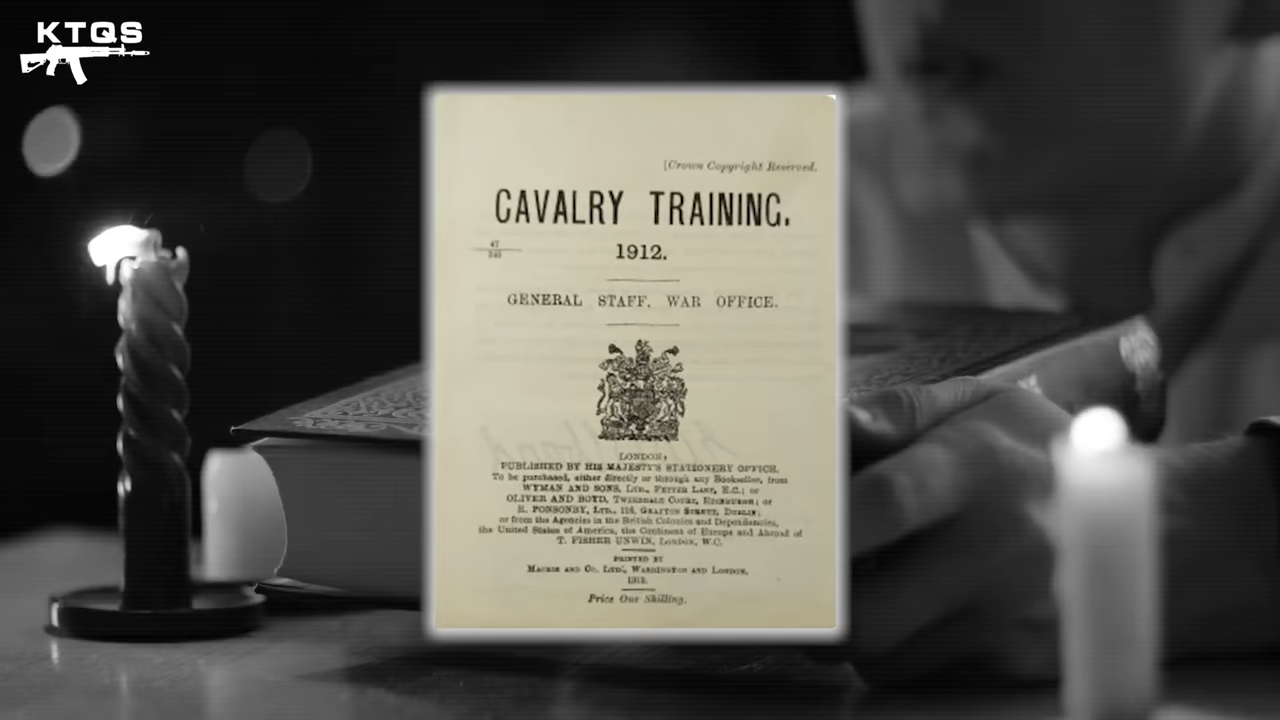 KTQS
[Crown Copyright Reserved.
CAVALRY TRAINING.
1912.
47
GENERAL STAFF, WAR OFFICE.
LONDON:
PUBLISHED BY HIS MAJESTY'S STATIONERY OFFICE.
To be purchased, either directly or through any Bookseller, from
WYMAN AND SONS, LTD., FETTER LANE, E.C.; or
OLIVER AND BOYD, TWEEDDALE COURT, EDINBURGH; or
E. PONSONBY, LTD., 116, GRAFTON STREET, DUBLIN;
or from the Agencies in the British Colonies and Dependencies,
the United States of America, the Continent of Europe and Abroad of
T. FISHER UNWIN, LONDON, W.C.
PRINTED BY
MACKIE AND CO. LTD., WARRINGTON AND LONDON.
Price One Shilling.